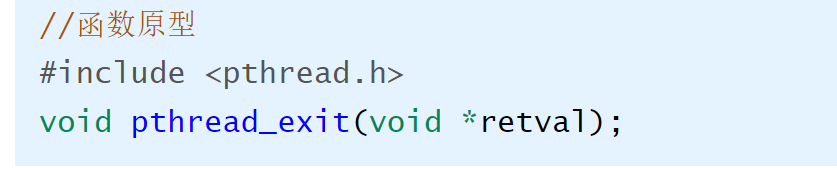 //函数原型
#include <pthread.h>
void pthread_exit(void *retval);